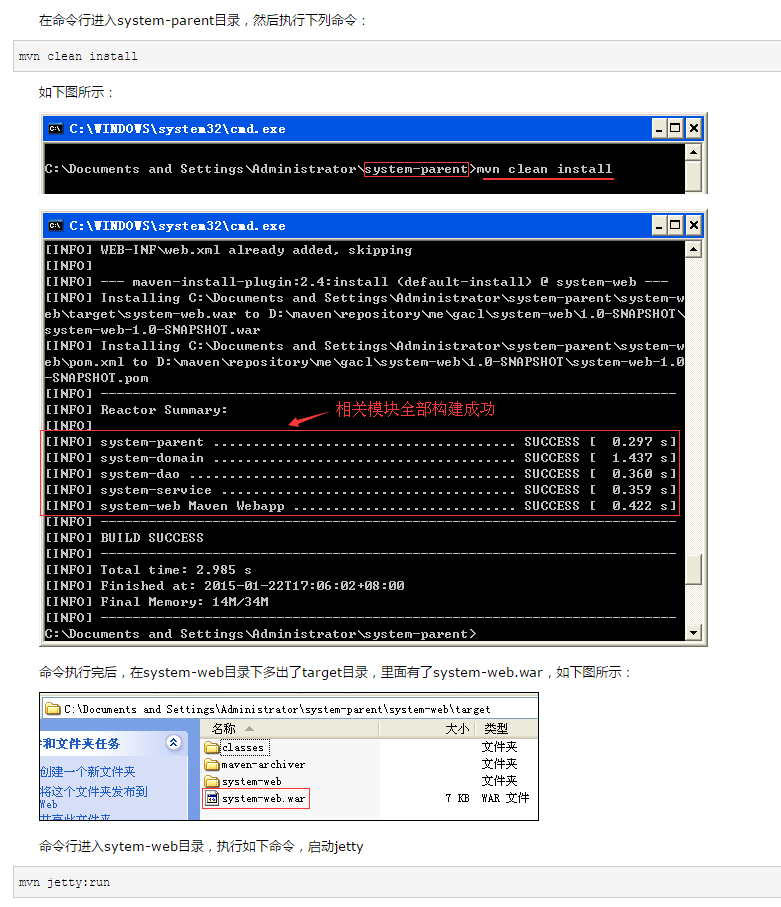 在命令行进入system-parent目录，然后执行下列命令：
mvn clean install
如下图所示：
C:\WINDOWS\system32\cmd.exe
C:\Documents and Settings\Administrator\system-parent>mvn clean install
C:\WINDOWS\system32\cmd.exe
[INFO] WEB-INF\web.xml already added, skipping
[INFO]
[INFO] --- maven-install-plugin:2.4:install (default-install) @ system-web ---
[INFO] Installing C:\Documents and Settings\Administrator\system-parent\system-w
eb\target\system-web.war to D:\maven\repository\me\gacl\system-web\1.0-SNAPSHOT\
system-web-1.0-SNAPSHOT.war
[INFO] Installing C:\Documents and Settings\Administrator\system-parent\system-w
eb\pom.xml to D:\maven\repository\me\gacl\system-web\1.0-SNAPSHOT\system-web-1.0
-SNAPSHOT.pom
[INFO] ------------------------------------------------------------------------
[INFO] Reactor Summary:
相关模块全部构建成功
[INFO]
[INFO] system-parent ...................................... SUCCESS [  0.297 s]
[INFO] system-domain ...................................... SUCCESS [  1.437 s]
[INFO] system-dao ......................................... SUCCESS [  0.360 s]
[INFO] system-service ..................................... SUCCESS [  0.359 s]
[INFO] system-web Maven Webapp ............................ SUCCESS [  0.422 s]
[INFO] ------------------------------------------------------------------------
[INFO] BUILD SUCCESS
[INFO] ------------------------------------------------------------------------
[INFO] Total time: 2.985 s
[INFO] Finished at: 2015-01-22T17:06:02+08:00
[INFO] Final Memory: 14M/34M
[INFO] ------------------------------------------------------------------------
C:\Documents and Settings\Administrator\system-parent>
命令执行完后，在system-web目录下多出了target目录，里面有了system-web.war，如下图所示：
C:\Documents and Settings\Administrator\system-parent\system-web\target
名称 大小 类型
和文件夹任务
classes 文件夹
maven-archiver 文件夹
创建一个新文件夹
system-web 文件夹
将这个文件夹发布到
Web
system-web.war 7 KB WAR 文件
共享此文件夹
命令行进入sytem-web目录，执行如下命令，启动jetty
mvn jetty:run